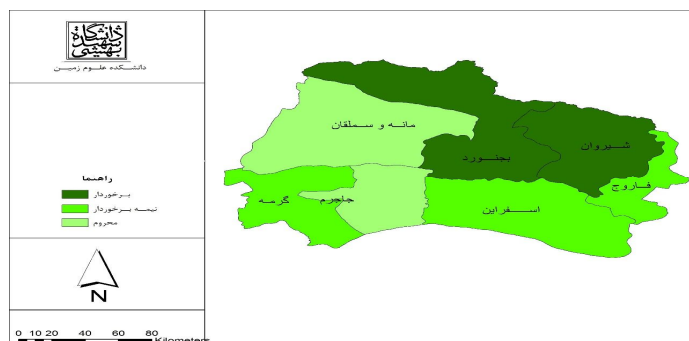 دانشگاه شهید بهشتی
دانشکده علوم زمین
راهنما
برخوردار
نیمه برخوردار
محروم
N
0 10 20 40 60 80 Kilometers
مانه و سملقان
بجنورد
شیروان
فاروج
گرمه
جاجرم
اسفراین